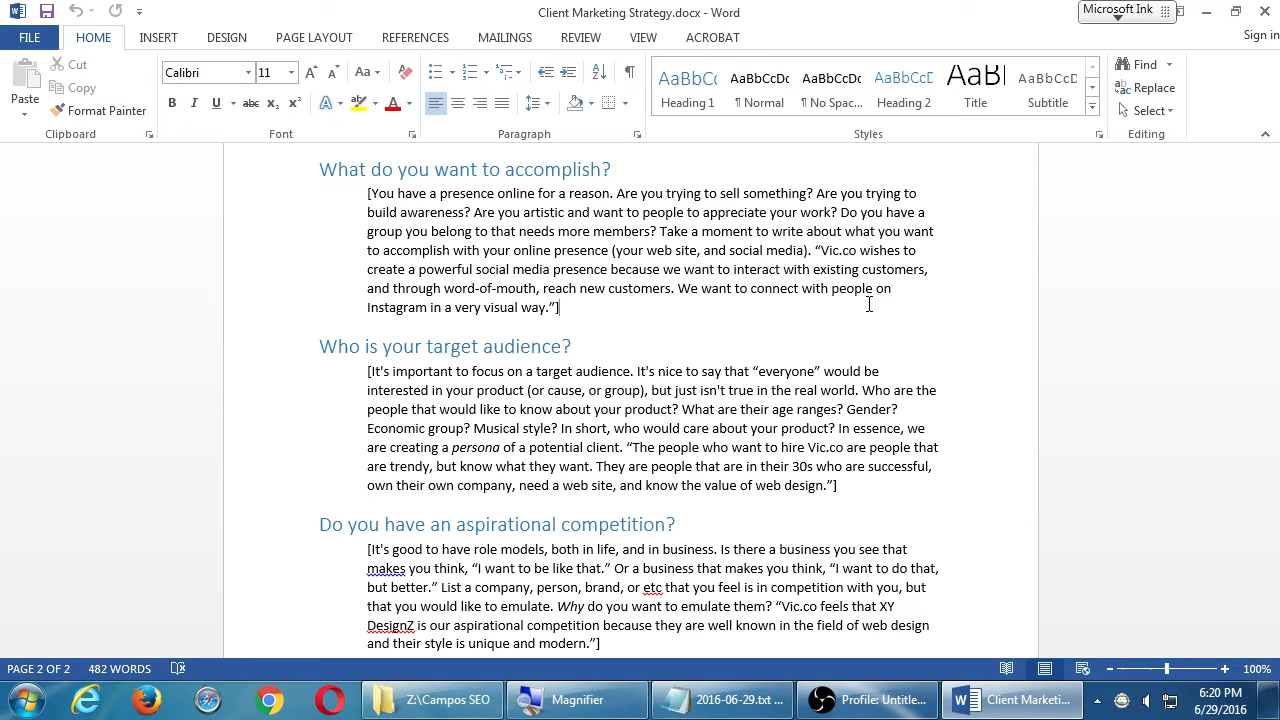 Client Marketing Strategy.docx - Word
Microsoft Ink
FILE HOME INSERT DESIGN PAGE LAYOUT REFERENCES MAILINGS REVIEW VIEW ACROBAT Sign in
Paste
Cut
Copy
Format Painter
Clipboard
Calibri 11
Font
Paragraph
AaBbCc AaBbCcDc AaBbCcDc AaBbCcD AaB AaBbCcD
Heading 1 ¶ Normal ¶ No Spac... Heading 2 Title Subtitle
Styles
Find
Replace
Select
Editing
What do you want to accomplish?
[You have a presence online for a reason. Are you trying to sell something? Are you trying to
build awareness? Are you artistic and want to people to appreciate your work? Do you have a
group you belong to that needs more members? Take a moment to write about what you want
to accomplish with your online presence (your web site, and social media). “Vic.co wishes to
create a powerful social media presence because we want to interact with existing customers,
and through word-of-mouth, reach new customers. We want to connect with people on
Instagram in a very visual way.”]
Who is your target audience?
[It's important to focus on a target audience. It's nice to say that “everyone” would be
interested in your product (or cause, or group), but just isn't true in the real world. Who are the
people that would like to know about your product? What are their age ranges? Gender?
Economic group? Musical style? In short, who would care about your product? In essence, we
are creating a persona of a potential client. “The people who want to hire Vic.co are people that
are trendy, but know what they want. They are people that are in their 30s who are successful,
own their own company, need a web site, and know the value of web design.”]
Do you have an aspirational competition?
[It's good to have role models, both in life, and in business. Is there a business you see that
makes you think, “I want to be like that.” Or a business that makes you think, “I want to do that,
but better.” List a company, person, brand, or etc that you feel is in competition with you, but
that you would like to emulate. Why do you want to emulate them? “Vic.co feels that XY
DesignZ is our aspirational competition because they are well known in the field of web design
and their style is unique and modern.”]
PAGE 2 OF 2 482 WORDS 100%
Z:\Campos SEO Magnifier 2016-06-29.txt ... Profile: Untitle... Client Marketi...
6:20 PM
6/29/2016